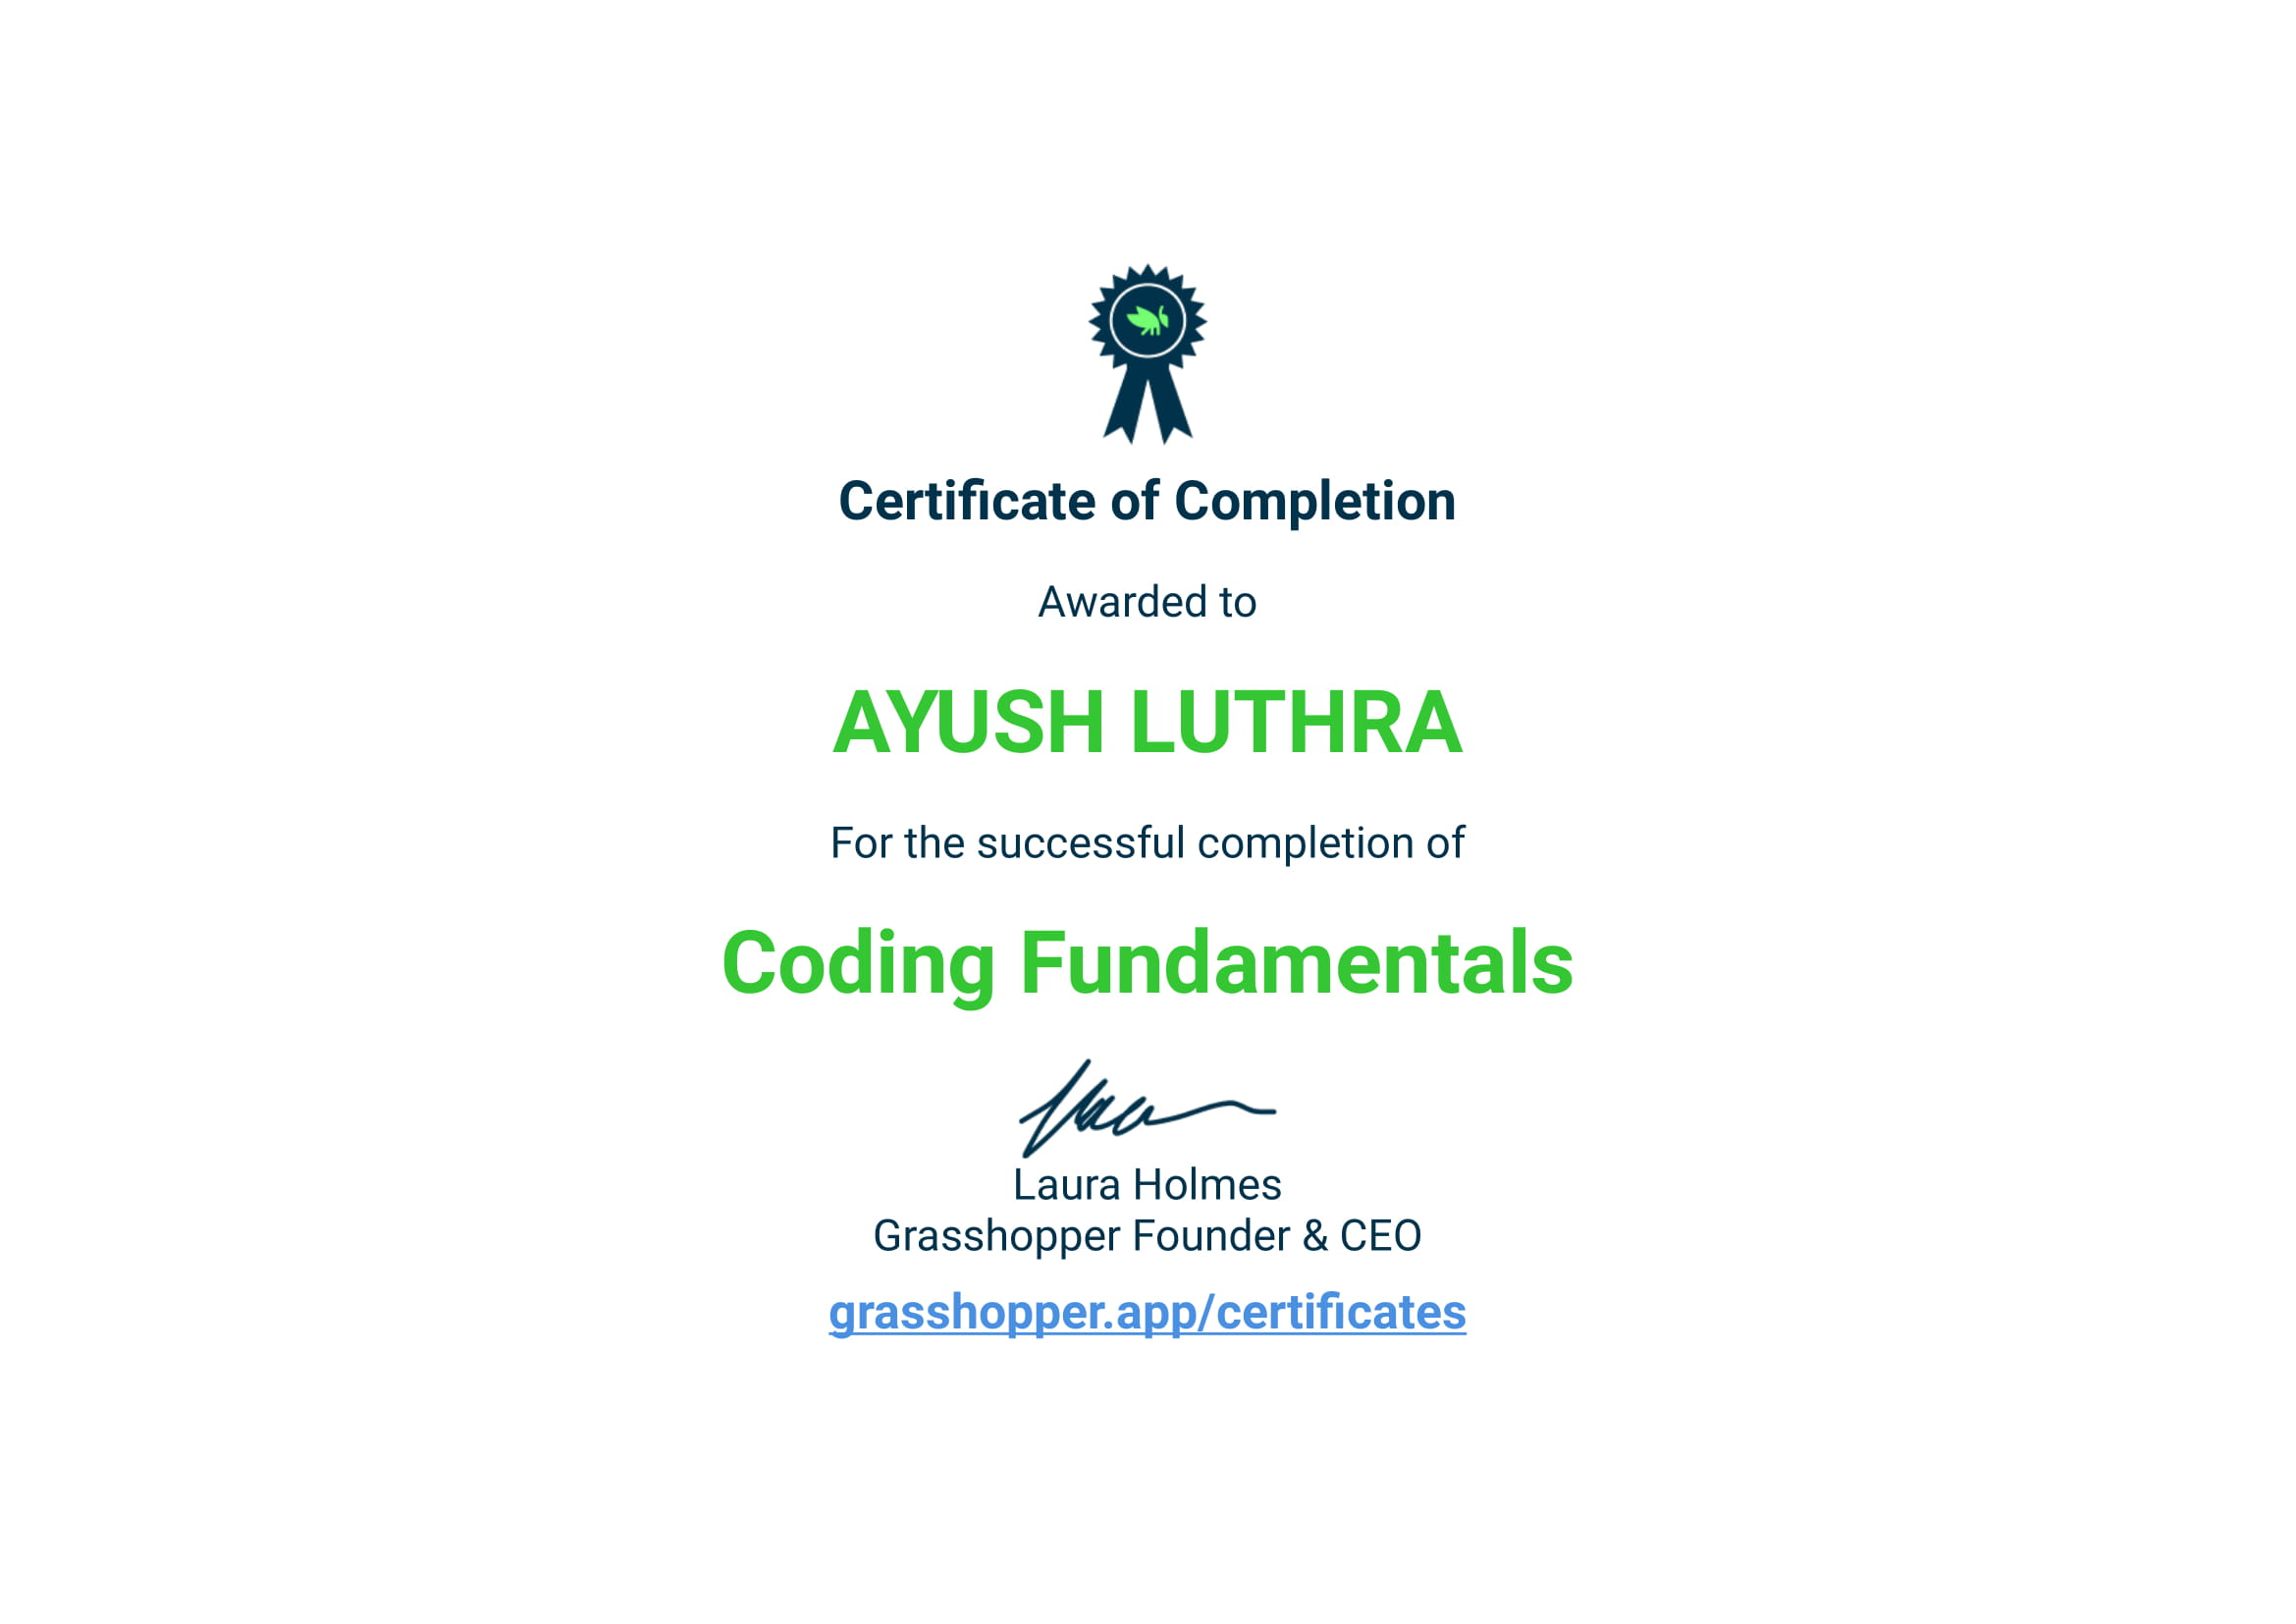 Certificate of Completion
Awarded to
AYUSH LUTHRA
For the successful completion of
Coding Fundamentals
Laura Holmes
Grasshopper Founder & CEO
grasshopper.app/certificates